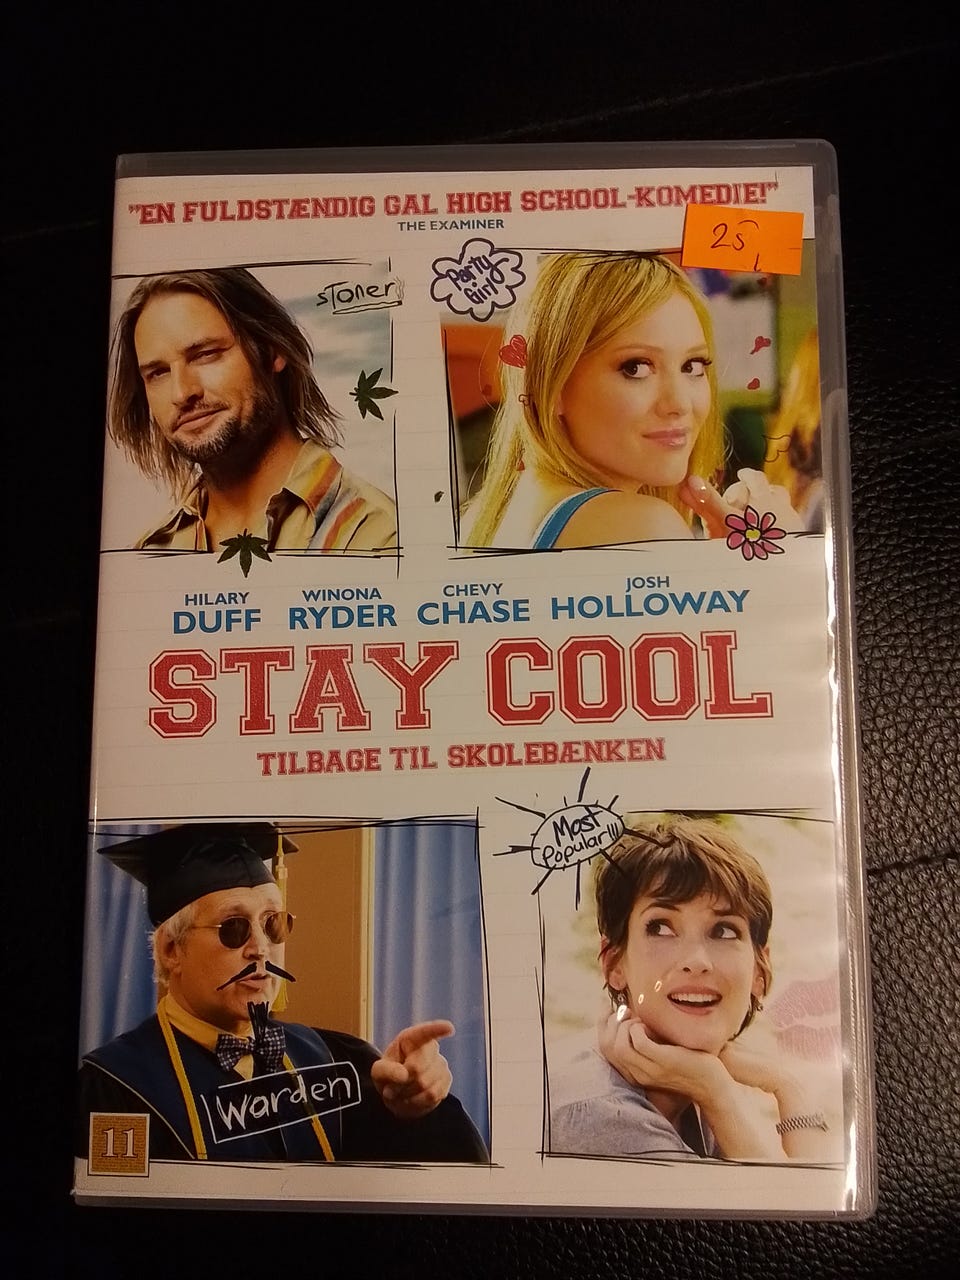 "EN FULDSTÆNDIG GAL HIGH SCHOOL-KOMEDIE!"
THE EXAMINER
25
stoner
Party
Girl
HILARY
DUFF
WINONA
RYDER
CHEVY
CHASE
JOSH
HOLLOWAY
STAY COOL
TILBAGE TIL SKOLEBÆNKEN
Most
Popular!!!
Warden
11